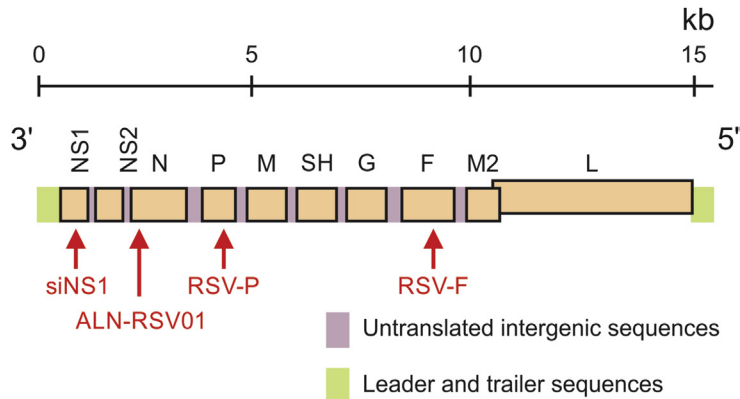 kb
0 5 10 15
3' 5'
NS1 NS2 N P M SH G F M2 L
siNS1 RSV-P RSV-F
ALN-RSV01
Untranslated intergenic sequences
Leader and trailer sequences